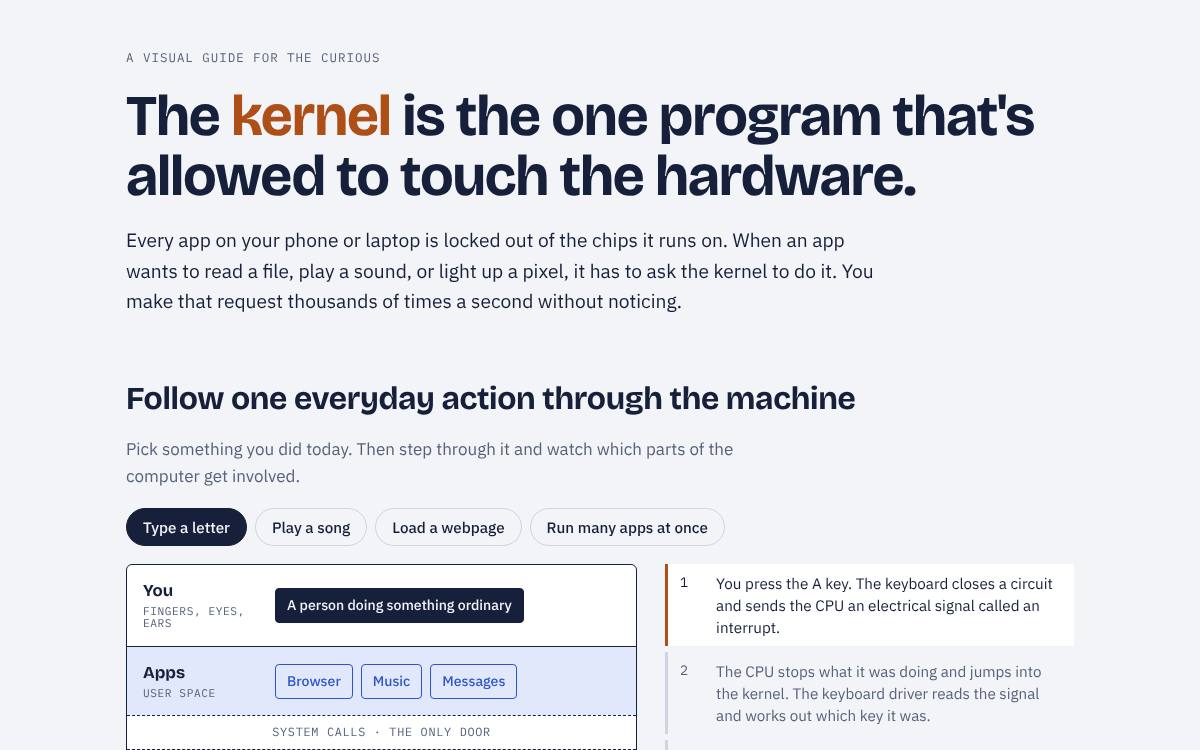 A VISUAL GUIDE FOR THE CURIOUS
The kernel is the one program that's
allowed to touch the hardware.
Every app on your phone or laptop is locked out of the chips it runs on. When an app
wants to read a file, play a sound, or light up a pixel, it has to ask the kernel to do it. You
make that request thousands of times a second without noticing.
Follow one everyday action through the machine
Pick something you did today. Then step through it and watch which parts of the
computer get involved.
Type a letter
Play a song
Load a webpage
Run many apps at once
You
FINGERS, EYES,
EARS
A person doing something ordinary
Apps
USER SPACE
Browser
Music
Messages
SYSTEM CALLS · THE ONLY DOOR
1
You press the A key. The keyboard closes a circuit
and sends the CPU an electrical signal called an
interrupt.
2
The CPU stops what it was doing and jumps into
the kernel. The keyboard driver reads the signal
and works out which key it was.